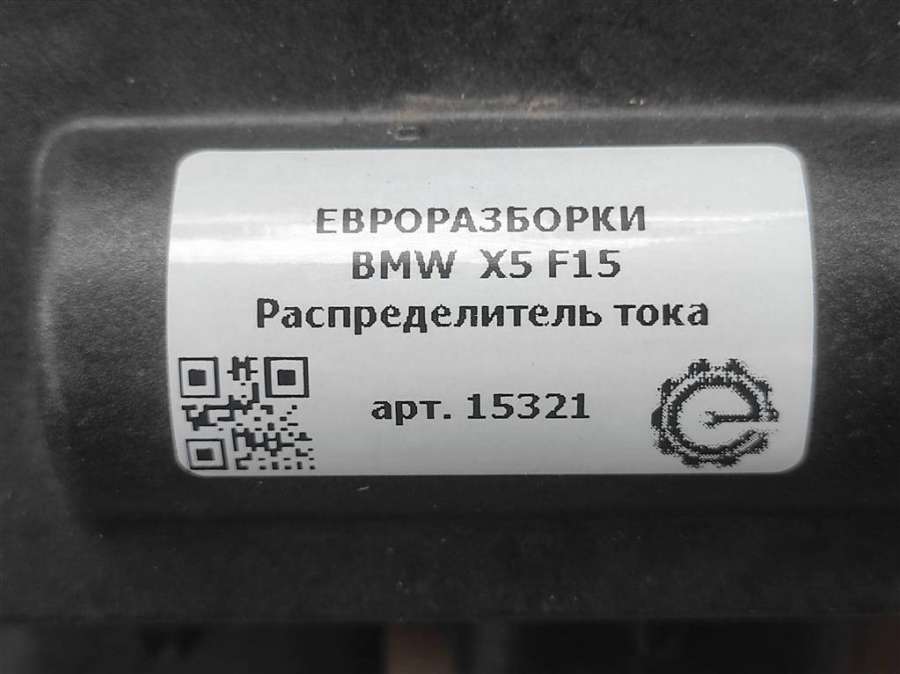 ЕВРОРАЗБОРКИ
BMW X5 F15
Распределитель тока
арт. 15321